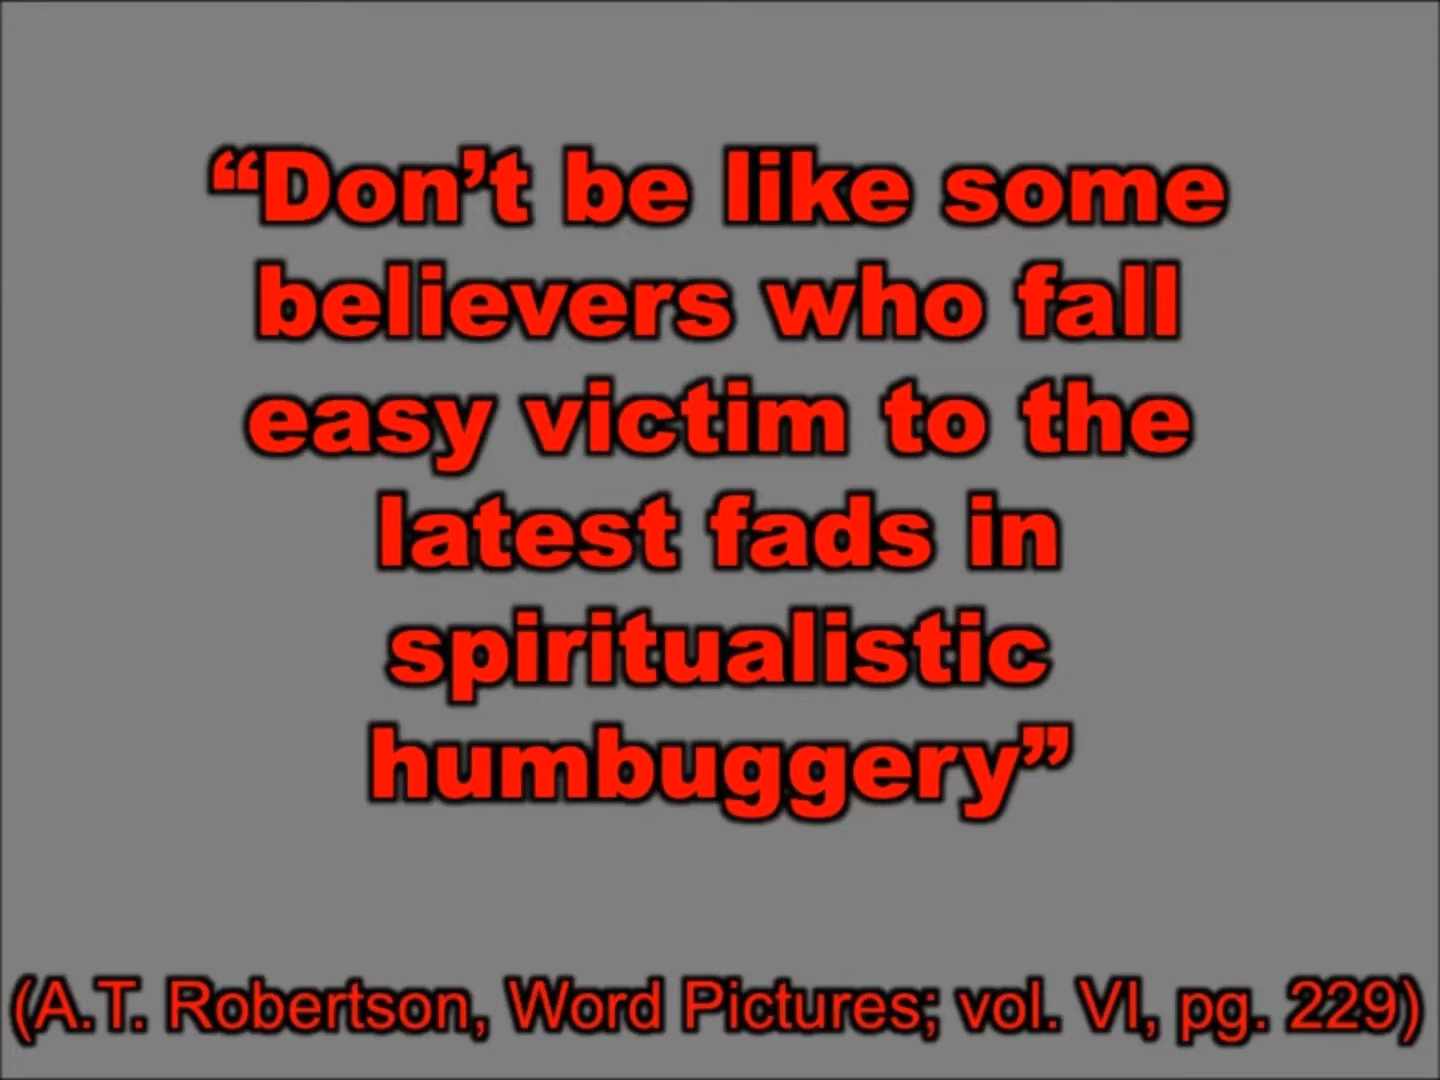 “Don’t be like some
believers who fall
easy victim to the
latest fads in
spiritualistic
humbuggery”
(A.T. Robertson, Word Pictures; vol. VI, pg. 229)